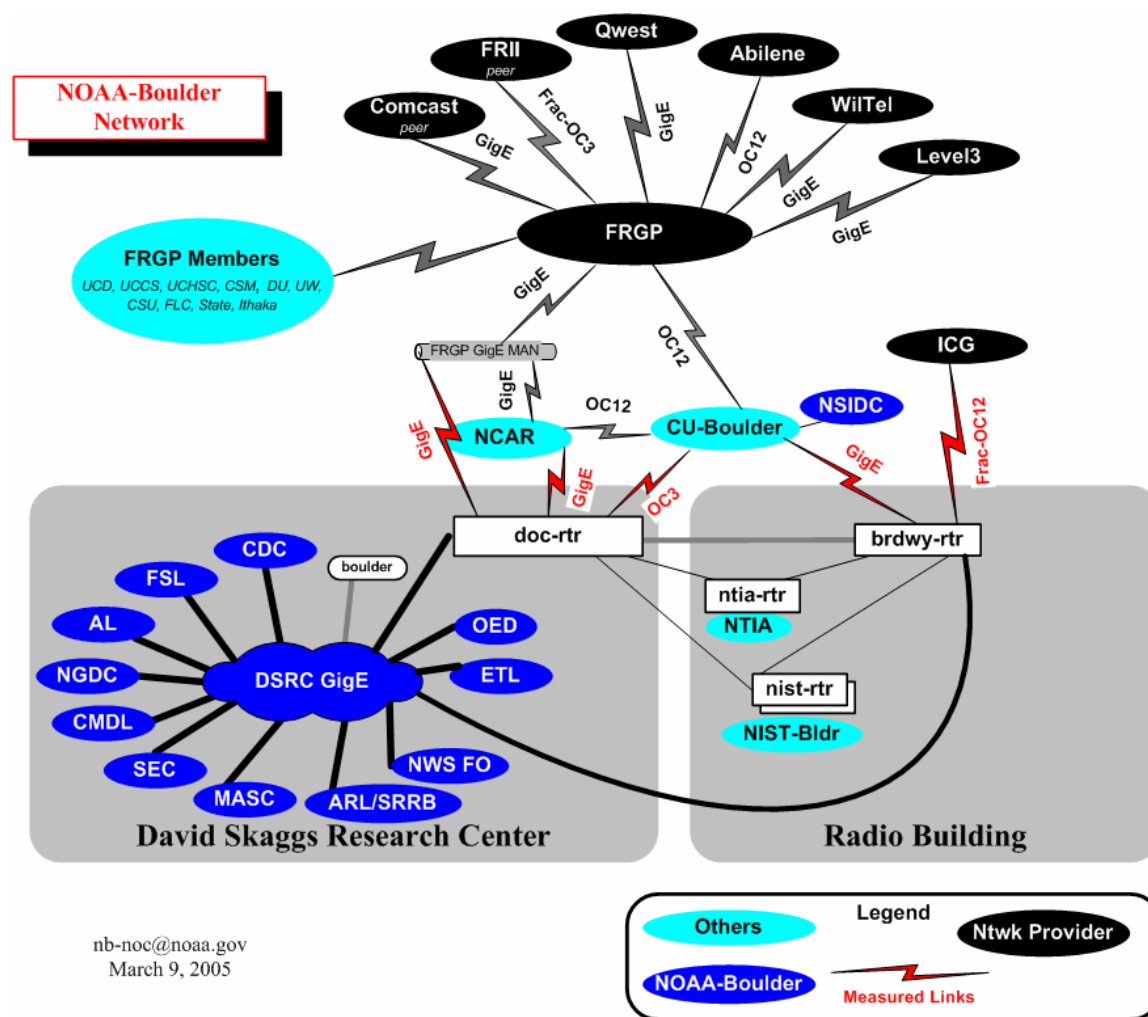 NOAA-Boulder
Network
Qwest
FRII
peer
Abilene
Comcast
peer
WilTel
Level3
GigE
Frac-OC3
GigE
OC12
GigE
GigE
FRGP
FRGP Members
UCD, UCCS, UCHSC, CSM, DU, UW,
CSU, FLC, State, Ithaka
GigE
OC12
FRGP GigE MAN
ICG
GigE
GigE
OC12
NCAR
CU-Boulder
NSIDC
GigE
OC3
GigE
Frac-OC12
doc-rtr
brdwy-rtr
CDC
boulder
FSL
ntia-rtr
NTIA
AL
OED
NGDC
DSRC GigE
ETL
nist-rtr
CMDL
NIST-Bldr
SEC
NWS FO
MASC
ARL/SRRB
David Skaggs Research Center
Radio Building
nb-noc@noaa.gov
March 9, 2005
Legend
Others
Ntwk Provider
NOAA-Boulder
Measured Links